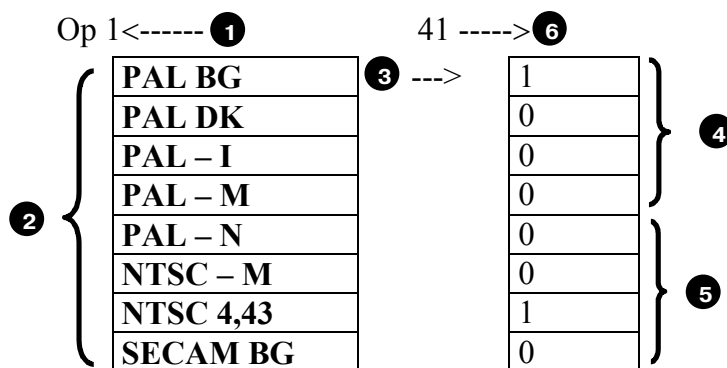 Op 1<------ 1 41 ----->6
PAL BG 3 ---> 1
PAL DK 0
PAL – I 0 4
PAL – M 0
2 PAL – N 0
NTSC – M 0
NTSC 4,43 1 5
SECAM BG 0